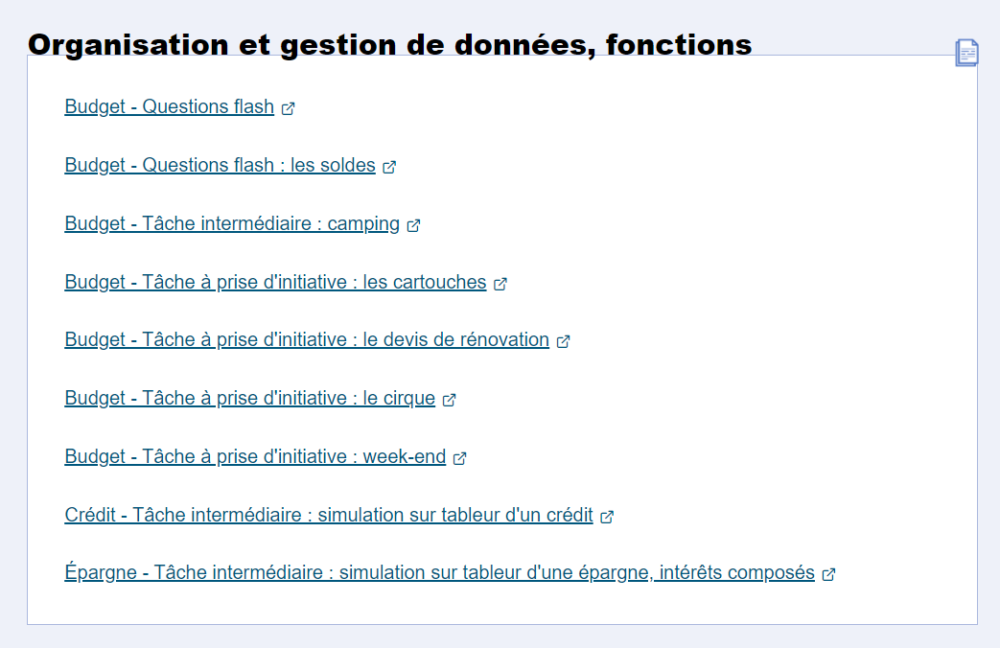 Organisation et gestion de données, fonctions
Budget - Questions flash
Budget - Questions flash : les soldes
Budget - Tâche intermédiaire : camping
Budget - Tâche à prise d'initiative : les cartouches
Budget - Tâche à prise d'initiative : le devis de rénovation
Budget - Tâche à prise d'initiative : le cirque
Budget - Tâche à prise d'initiative : week-end
Crédit - Tâche intermédiaire : simulation sur tableur d'un crédit
Épargne - Tâche intermédiaire : simulation sur tableur d'une épargne, intérêts composés